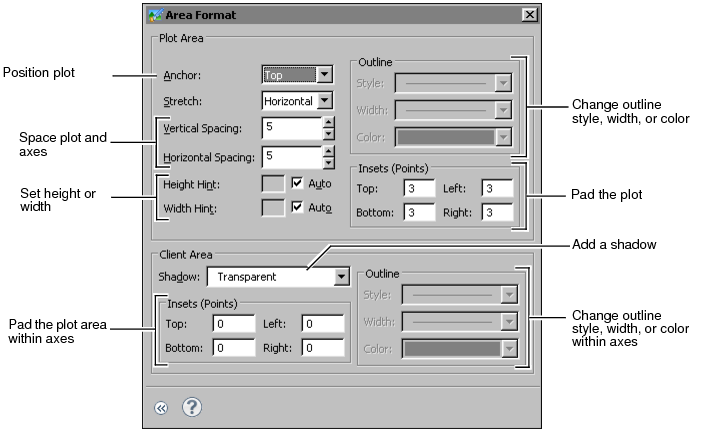 Area Format
Plot Area
Position plot
Anchor: Top
Stretch: Horizontal
Space plot and
axes
Vertical Spacing: 5
Horizontal Spacing: 5
Set height or
width
Height Hint: Auto
Width Hint: Auto
Outline
Style:
Width:
Color:
Change outline
style, width, or color
Insets (Points)
Top: 3 Left: 3
Bottom: 3 Right: 3
Pad the plot
Add a shadow
Client Area
Shadow: Transparent
Pad the plot area
within axes
Insets (Points)
Top: 0 Left: 0
Bottom: 0 Right: 0
Outline
Style:
Width:
Color:
Change outline
style, width, or color
within axes
?